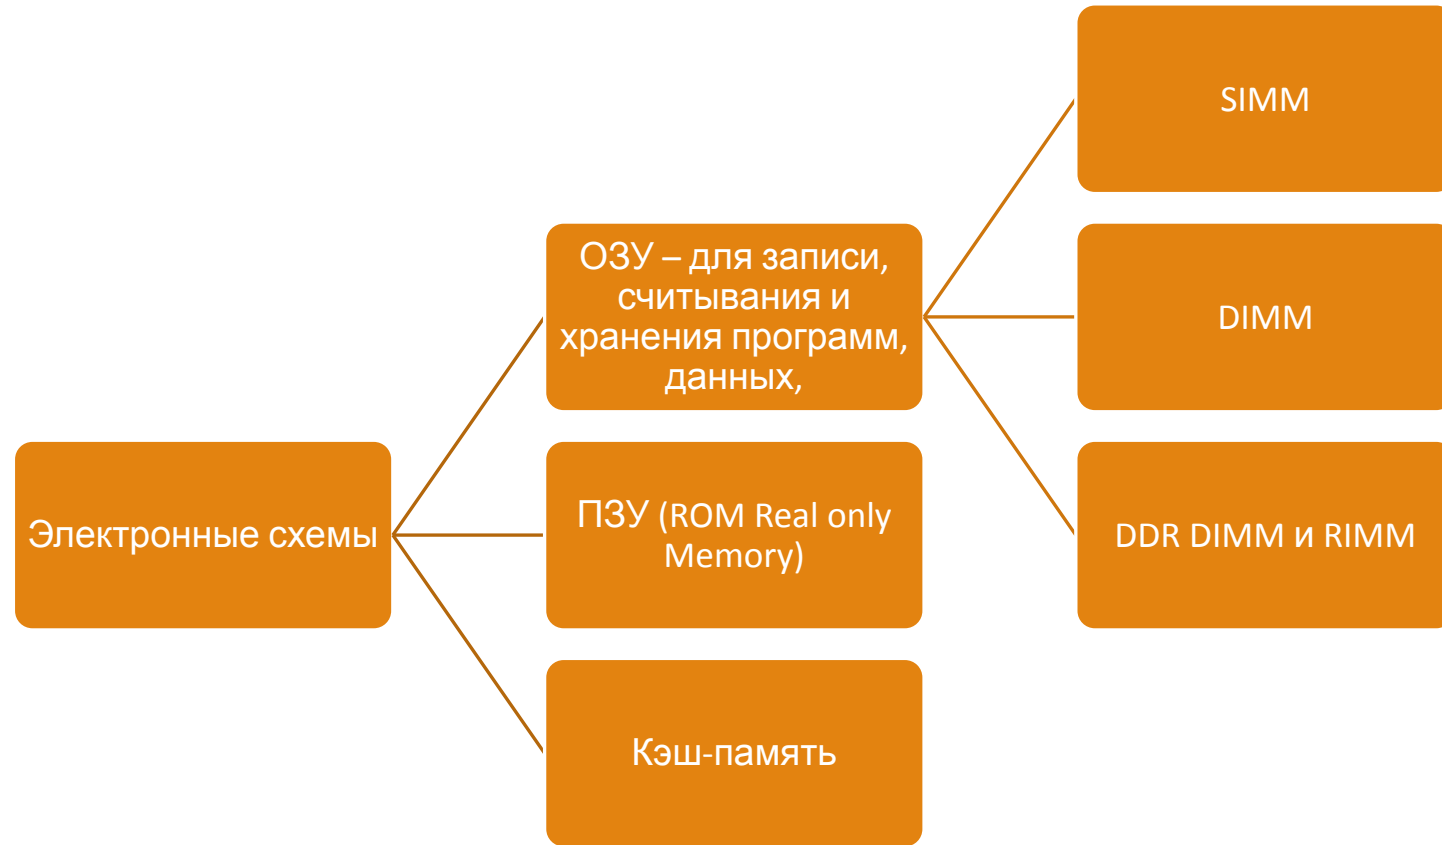 Электронные схемы
ОЗУ – для записи,
считывания и
хранения программ,
данных,
ПЗУ (ROM Real only
Memory)
Кэш-память
SIMM
DIMM
DDR DIMM и RIMM